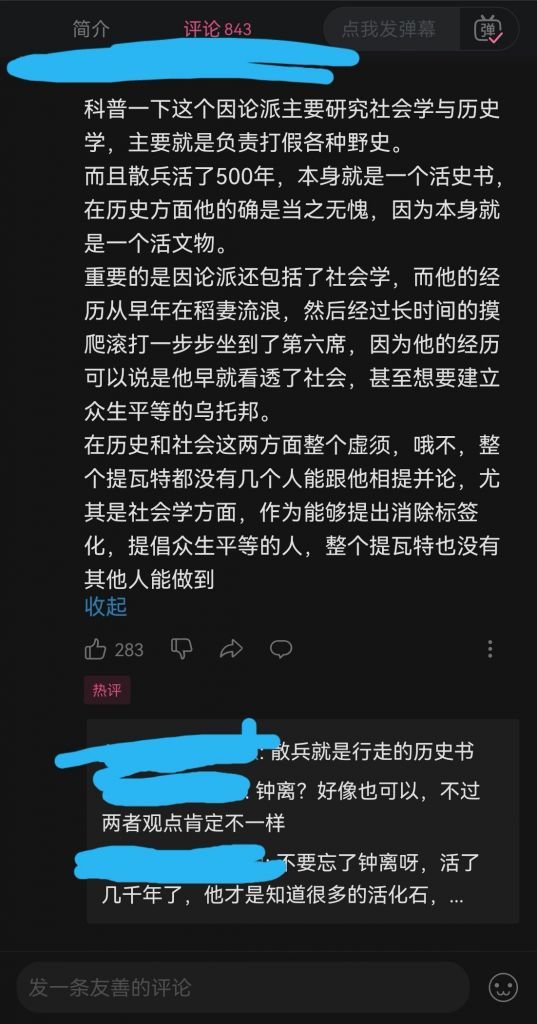 简介
评论 843
点我发弹幕
弹
科普一下这个因论派主要研究社会学与历史
学，主要就是负责打假各种野史。
而且散兵活了500年，本身就是一个活史书，
在历史方面他的确是当之无愧，因为本身就
是一个活文物。
重要的是因论派还包括了社会学，而他的经
历从早年在稻妻流浪，然后经过长时间的摸
爬滚打一步步坐到了第六席，因为他的经历
可以说是他早就看透了社会，甚至想要建立
众生平等的乌托邦。
在历史和社会这两方面整个虚须，哦不，整
个提瓦特都没有几个人能跟他相提并论，尤
其是社会学方面，作为能够提出消除标签
化，提倡众生平等的人，整个提瓦特也没有
其他人能做到
收起
283
热评
: 散兵就是行走的历史书
: 钟离？好像也可以，不过
两者观点肯定不一样
: 不要忘了钟离呀，活了
几千年了，他才是知道很多的活化石，...
发一条友善的评论